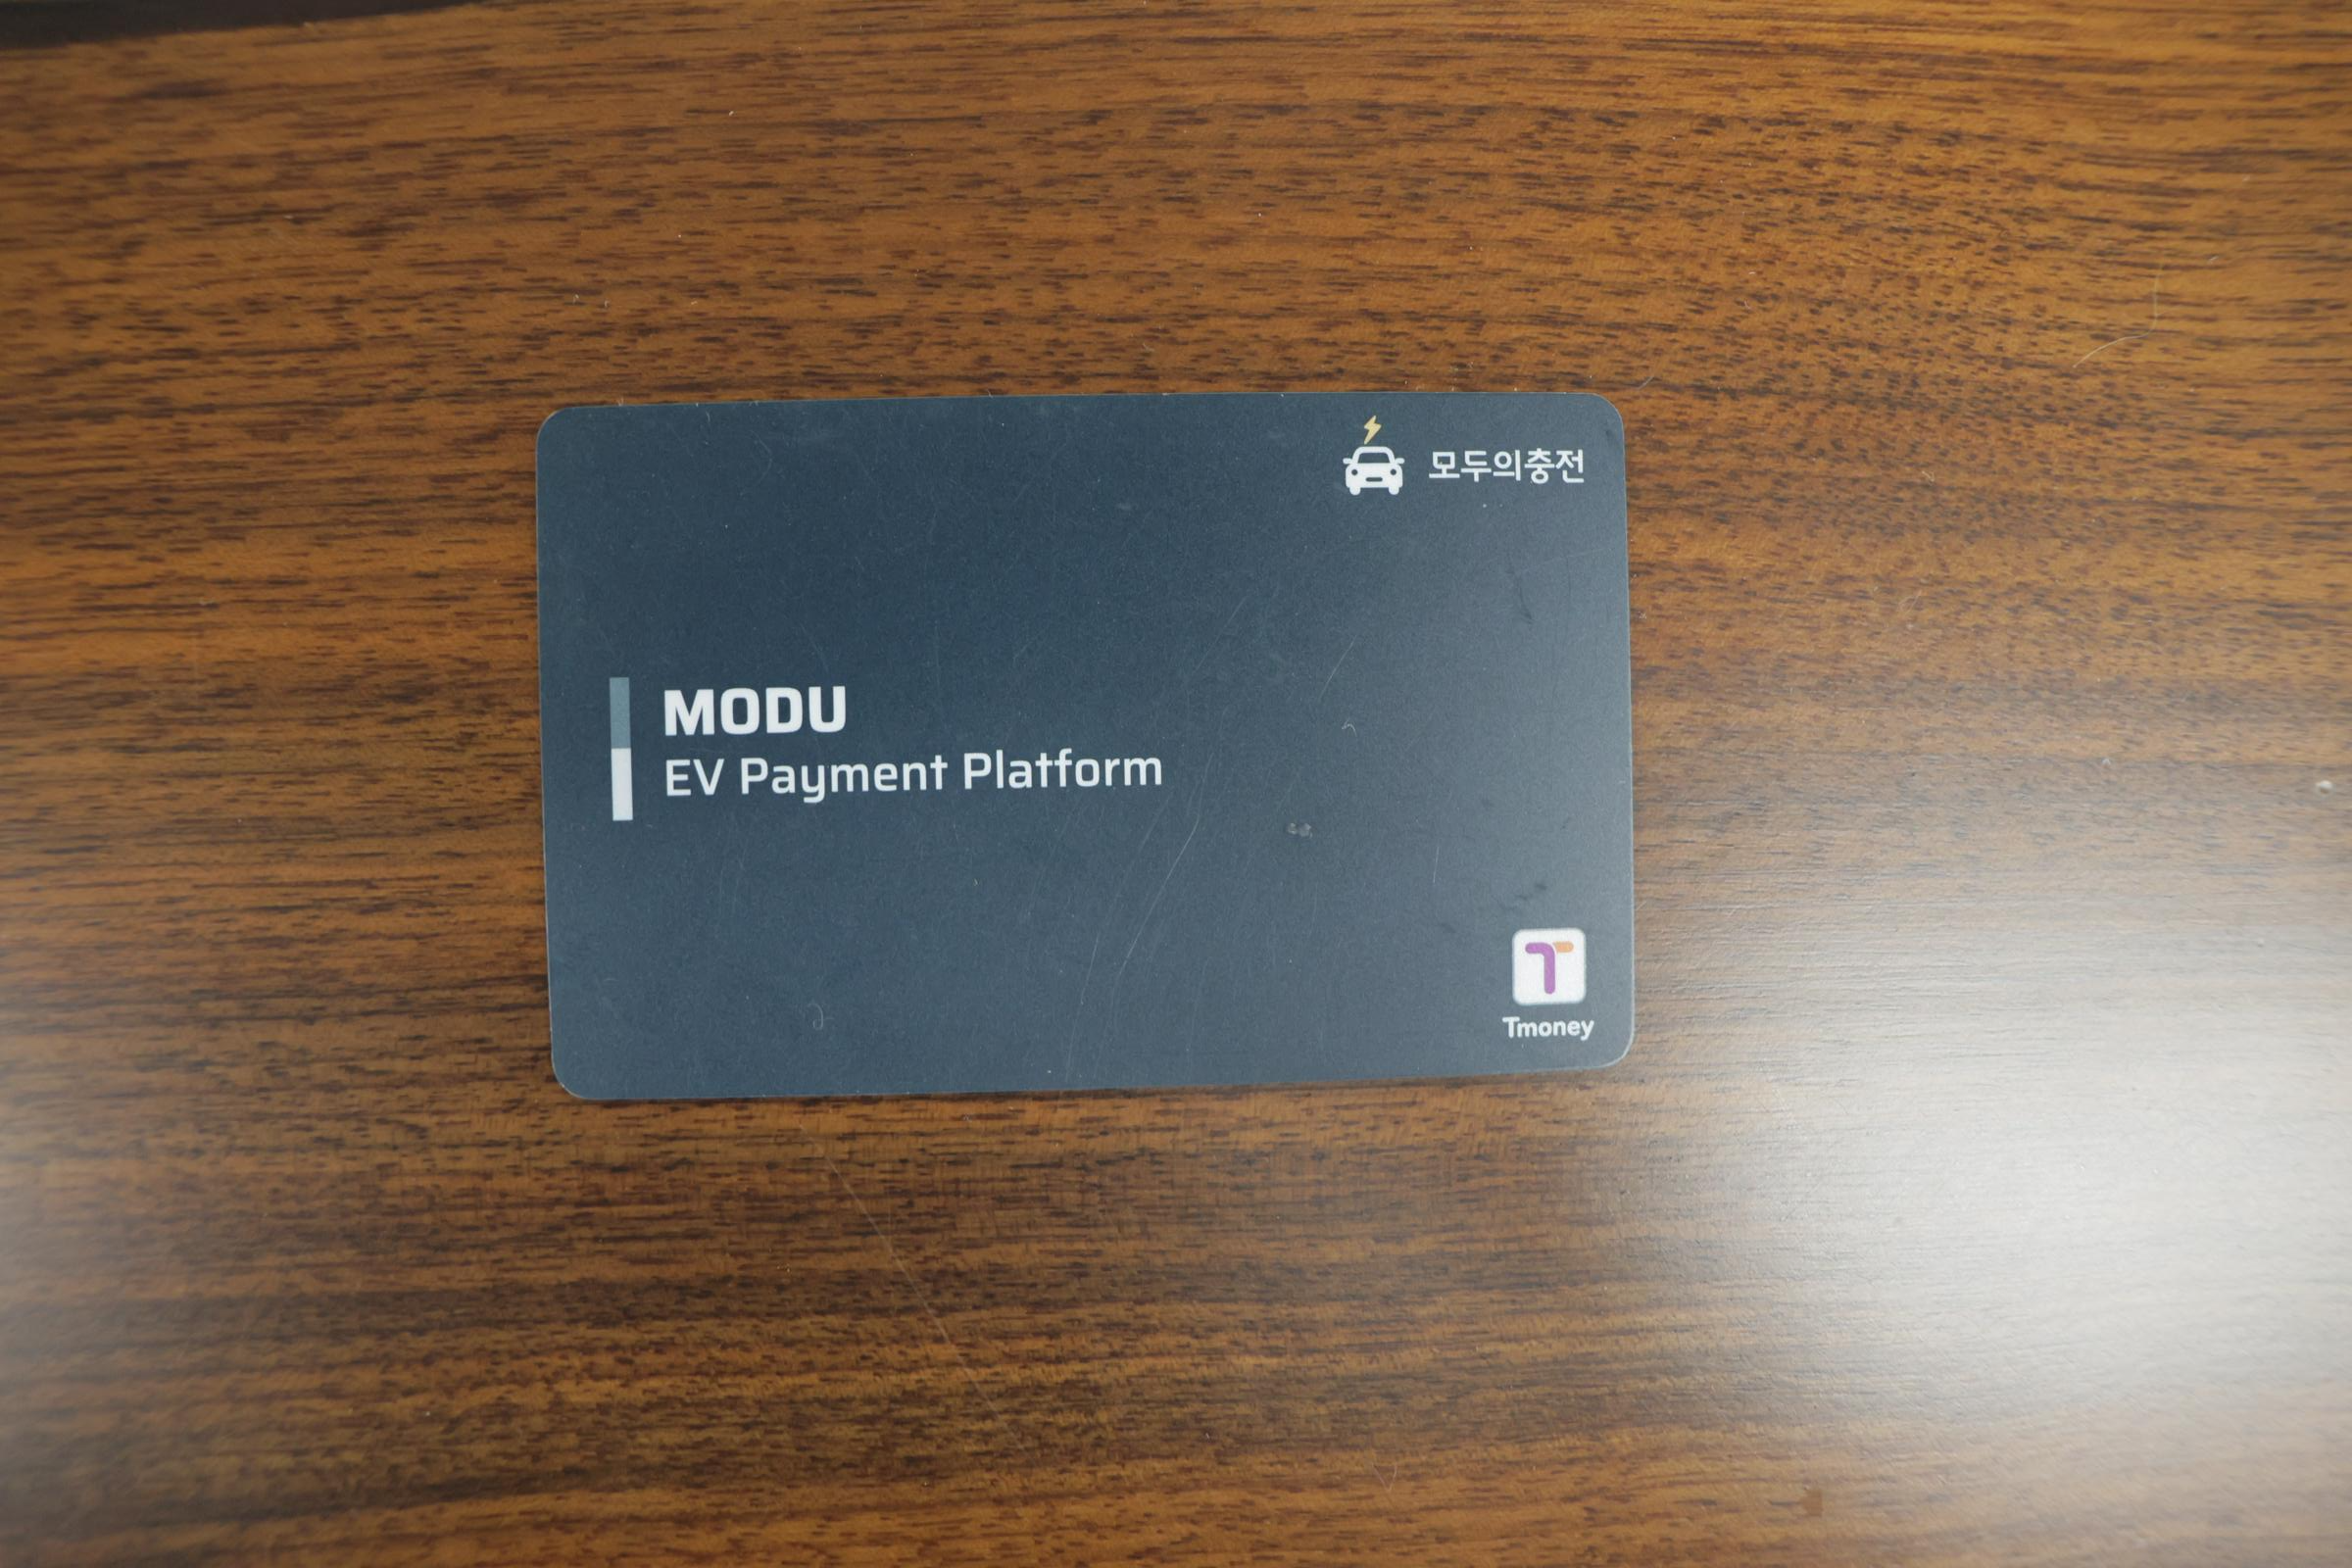 모두의충전
MODU
EV Payment Platform
Tmoney